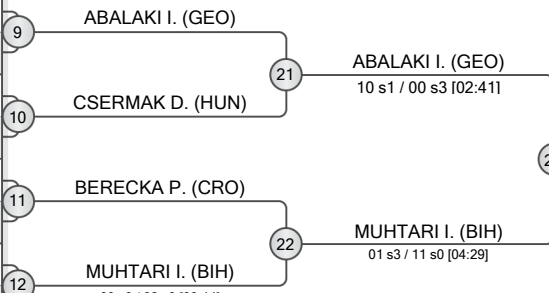 ABALAKI I. (GEO)
9
ABALAKI I. (GEO)
21
10 s1 / 00 s3 [02:41]
CSERMAK D. (HUN)
10
BERECKA P. (CRO)
11
MUHTARI I. (BIH)
22
01 s3 / 11 s0 [04:29]
MUHTARI I. (BIH)
12